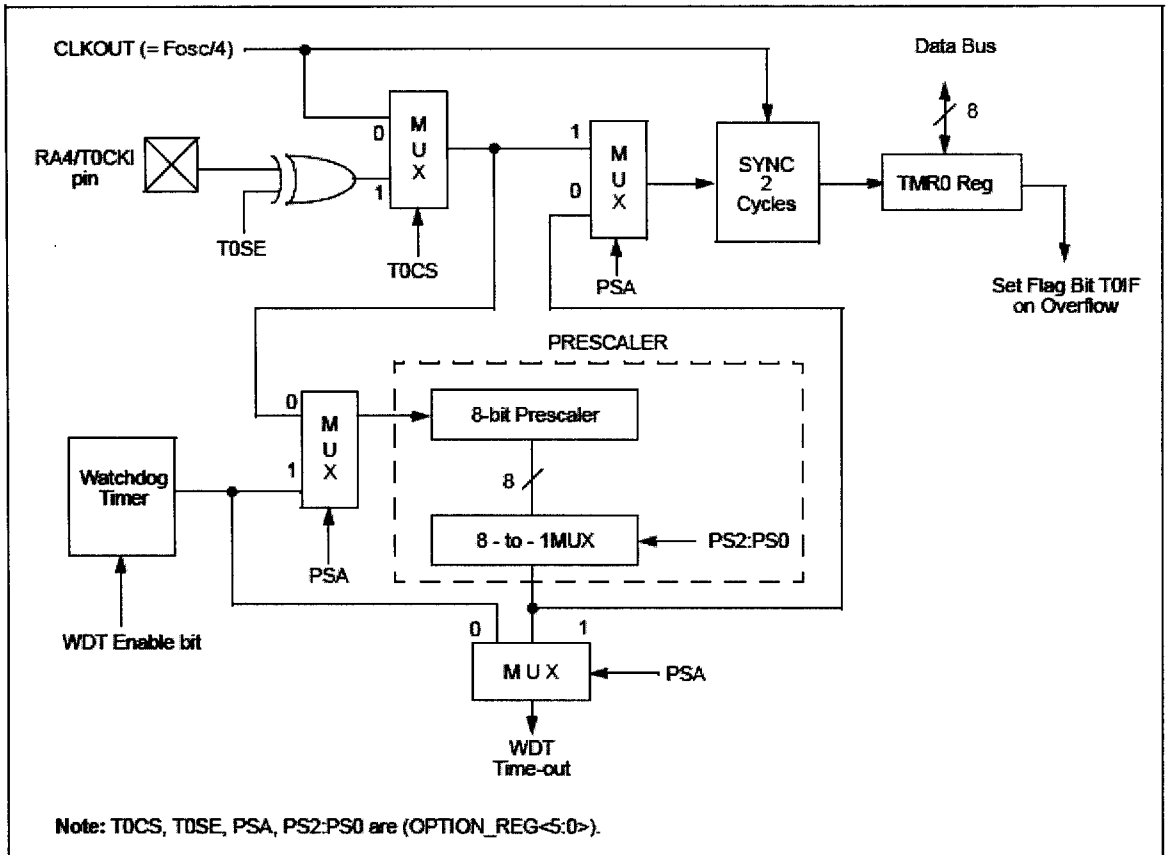 CLKOUT (= Fosc/4)
Data Bus
8
0
M
U
X
1
RA4/T0CKI
pin
T0SE
T0CS
1
M
U
X
0
PSA
SYNC
2
Cycles
TMR0 Reg
Set Flag Bit T0IF
on Overflow
PRESCALER
0
M
U
X
1
8-bit Prescaler
8
Watchdog
Timer
8 - to - 1MUX
PS2:PS0
PSA
WDT Enable bit
0
1
M U X
PSA
WDT
Time-out
Note: T0CS, T0SE, PSA, PS2:PS0 are (OPTION_REG<5:0>).